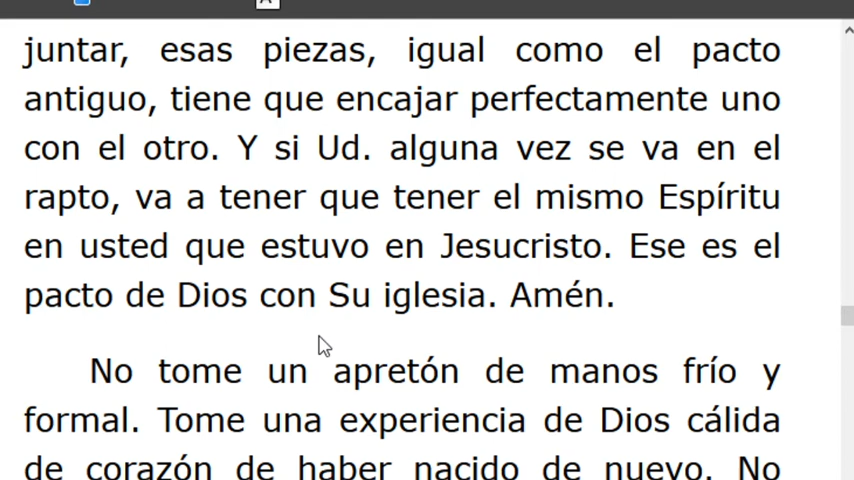 juntar, esas piezas, igual como el pacto
antiguo, tiene que encajar perfectamente uno
con el otro. Y si Ud. alguna vez se va en el
rapto, va a tener que tener el mismo Espíritu
en usted que estuvo en Jesucristo. Ese es el
pacto de Dios con Su iglesia. Amén.
No tome un apretón de manos frío y
formal. Tome una experiencia de Dios cálida
de corazón de haber nacido de nuevo. No